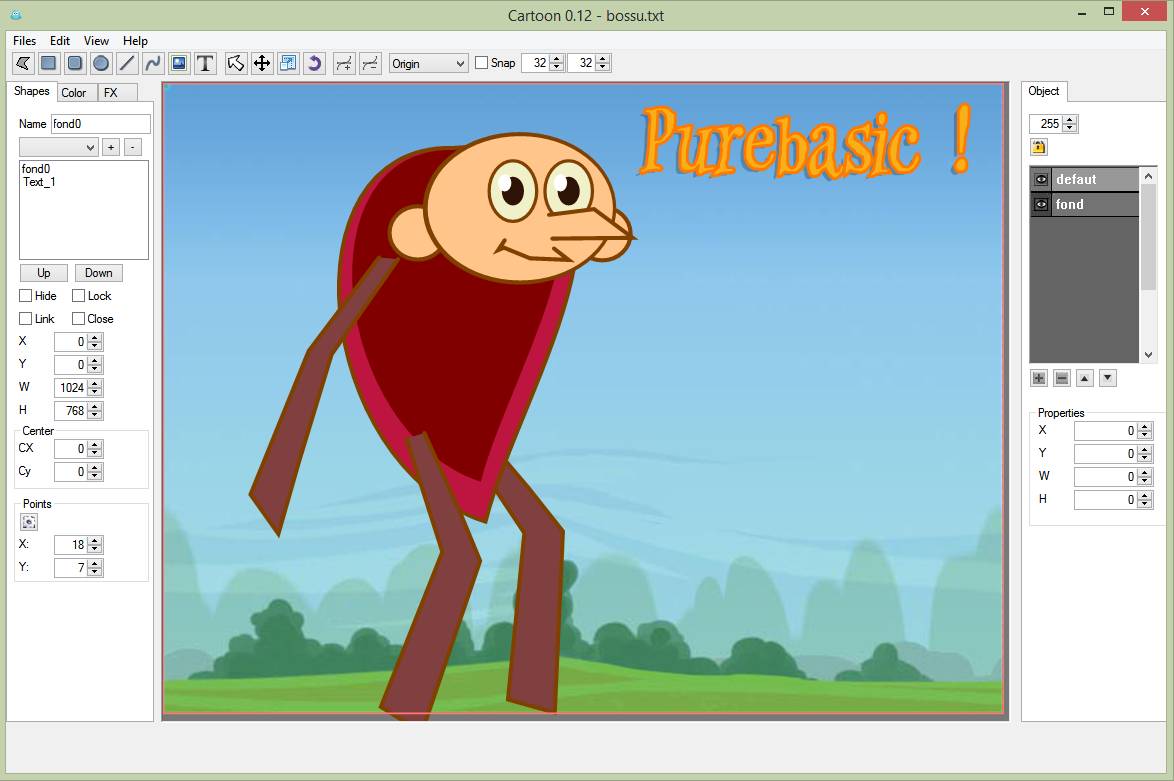 Cartoon 0.12 - bossu.txt
Files Edit View Help
T Origin Snap 32 32
Shapes Color FX
Name fond0
+ -
fond0
Text_1
Up Down
Hide Lock
Link Close
X 0
Y 0
W 1024
H 768
Center
CX 0
Cy 0
Points
X: 18
Y: 7
Purebasic !
Object
255
defaut
fond
Properties
X 0
Y 0
W 0
H 0